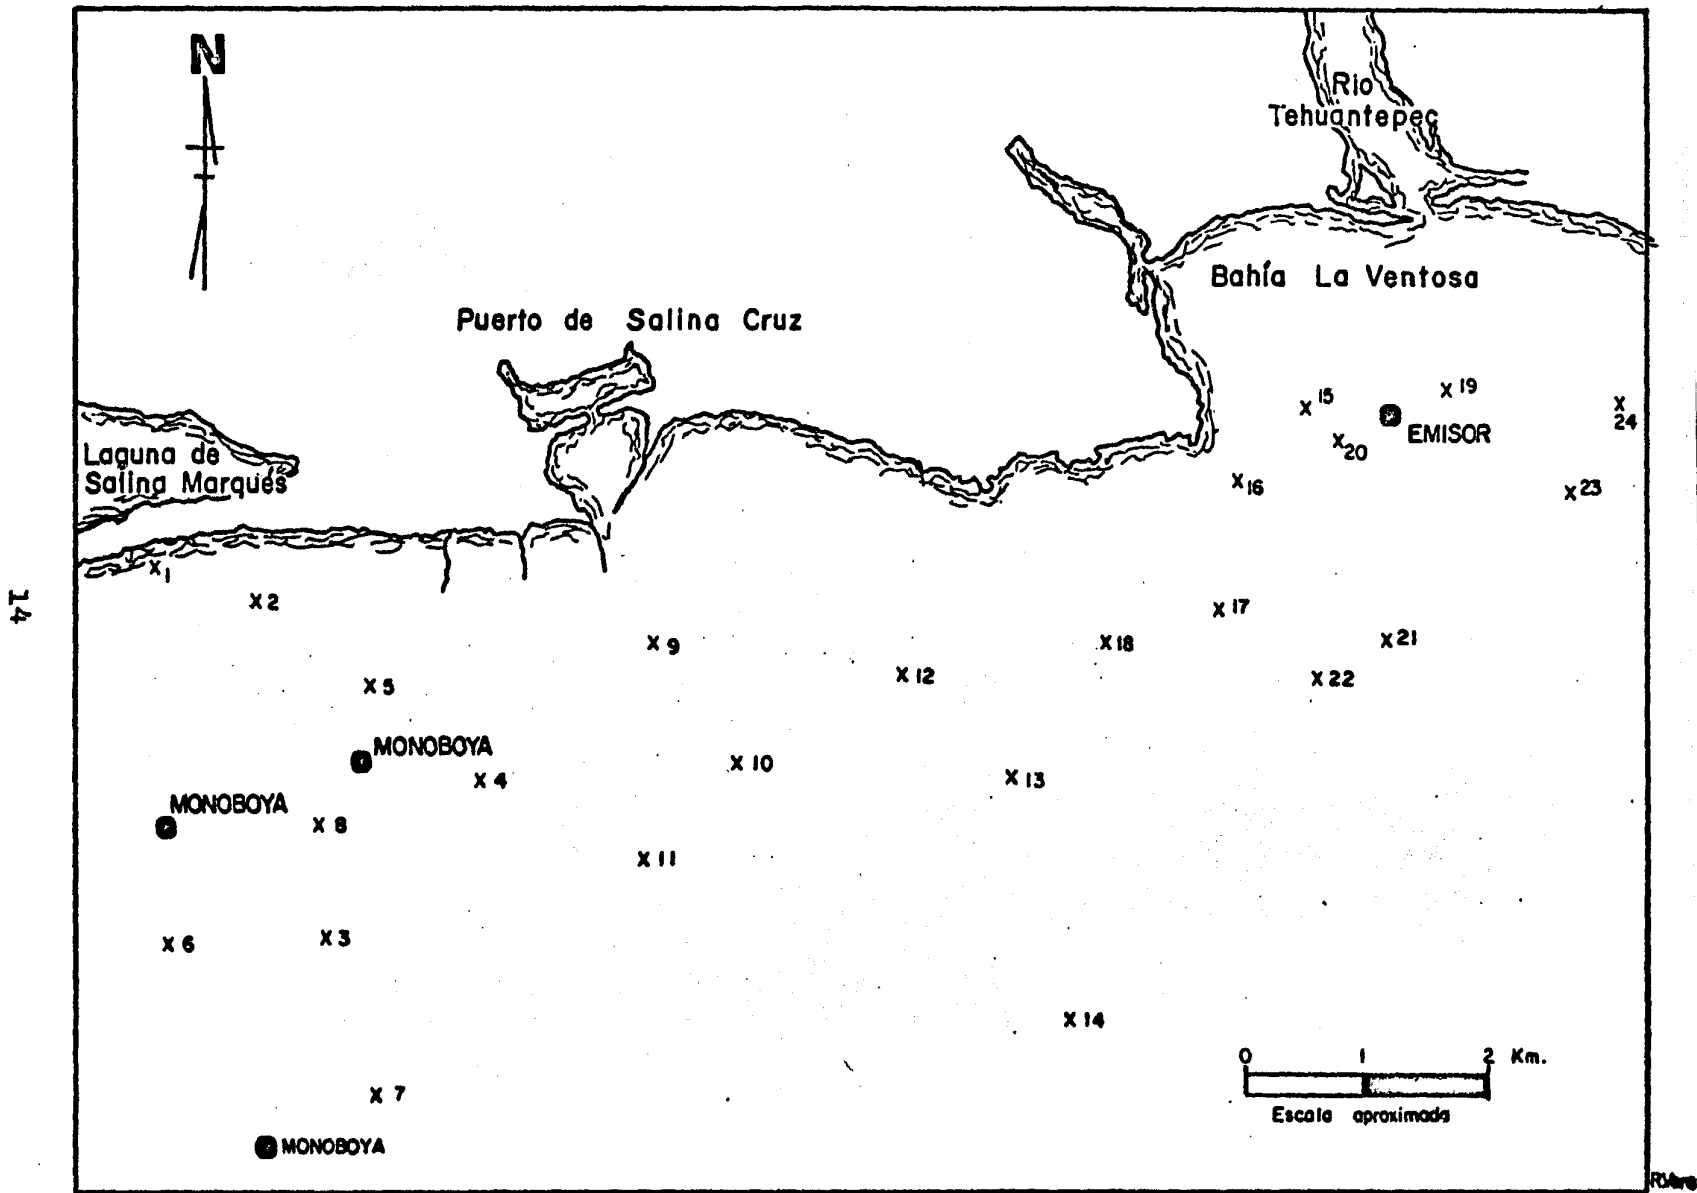 N
Rio
Tehuantepec
Bahía La Ventosa
Puerto de Salina Cruz
x 15
x 19
x 24
EMISOR
x 20
Laguna de
Salina Marqués
x 16
x 23
x 1
x 2
x 17
x 9
x 18
x 21
x 12
x 22
x 5
MONOBOYA
x 4
x 10
x 13
MONOBOYA
x 8
x 11
x 6
x 3
x 14
0 1 2 Km.
Escala aproximada
x 7
MONOBOYA
14